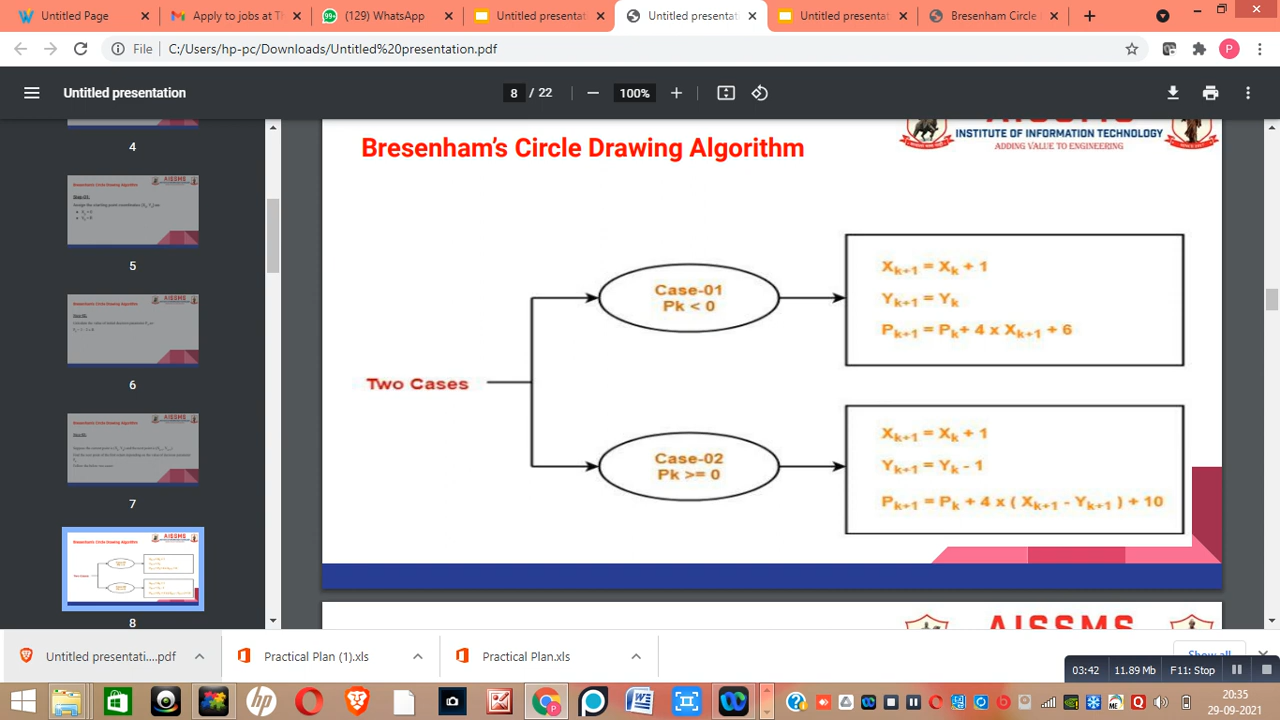 Untitled Page
Apply to jobs at T
(129) WhatsApp
Untitled presentat
Untitled presentat
Untitled presentat
Bresenham Circle
File
C:/Users/hp-pc/Downloads/Untitled%20presentation.pdf
P
Untitled presentation
8 / 22
100%
4
5
6
7
8
Bresenham's Circle Drawing Algorithm
INSTITUTE OF INFORMATION TECHNOLOGY
ADDING VALUE TO ENGINEERING
Two Cases
Case-01
Pk < 0
Xk+1 = Xk + 1
Yk+1 = Yk
Pk+1 = Pk+ 4 x Xk+1 + 6
Case-02
Pk >= 0
Xk+1 = Xk + 1
Yk+1 = Yk - 1
Pk+1 = Pk + 4 x ( Xk+1 - Yk+1 ) + 10
AISSMS
Untitled presentati....pdf
Practical Plan (1).xls
Practical Plan.xls
Show all
03:42
11.89 Mb
F11: Stop
20:35
29-09-2021